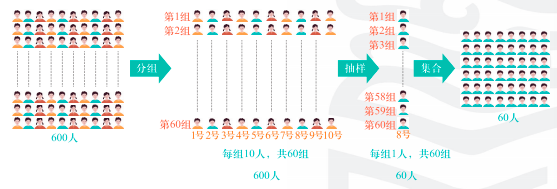 600人
分组
第1组
第2组
第60组
1号 2号 3号 4号 5号 6号 7号 8号 9号 10号
每组10人，共60组
600人
抽样
第1组
第2组
第3组
第58组
第59组
第60组
8号
每组1人，共60组
60人
集合
60人